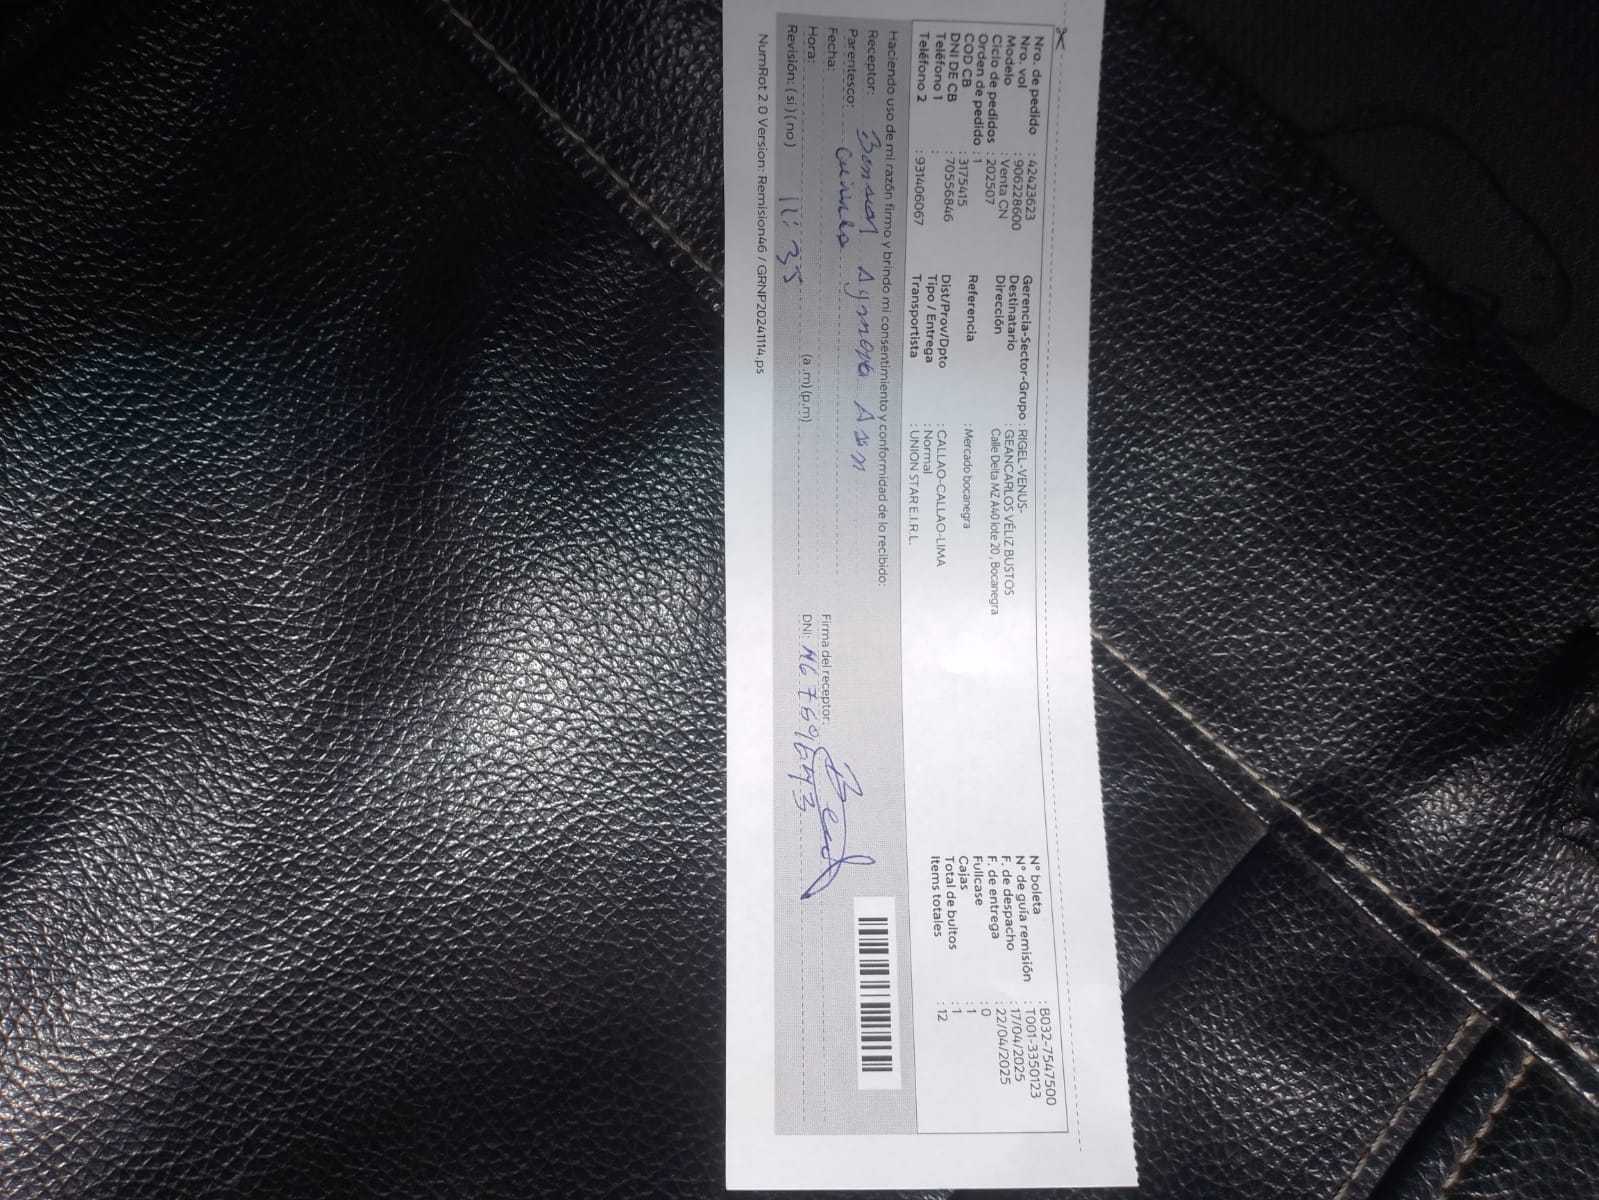 Nro. de pedido : 42423623
Nro. vol : 906228600
Modelo : Venta CN
Ciclo de pedidos : 202507
Orden de pedido : 1
COD CB : 3175415
DNI DE CB : 70556846
Teléfono 1 :
Teléfono 2 : 931406067
Gerencia-Sector-Grupo : RIGEL-VENUS-
Destinatario : GEANCARLOS VÉLIZ BUSTOS
Dirección Calle Delta MZ A40 lote 20 , Bocanegra
Referencia : Mercado bocanegra
Dist/Prov/Dpto : CALLAO-CALLAO-LIMA
Tipo / Entrega : Normal
Transportista : UNION STAR E.I.R.L.
N° boleta : B032-7547500
N° de guía remisión : T001-3350123
F. de despacho : 17/04/2025
F. de entrega : 22/04/2025
Fullcase : 0
Cajas : 1
Total de bultos : 1
Items totales : 12
Haciendo uso de mi razón firmo y brindo mi consentimiento y conformidad de lo recibido:
Receptor:
Parentesco:
Fecha:
Hora: (a.m) (p.m)
Revisión: (si) (no) 11:35
Firma del receptor:
DNI:
NumRot 2.0 Version: Remision46 / GRNP20241114.ps